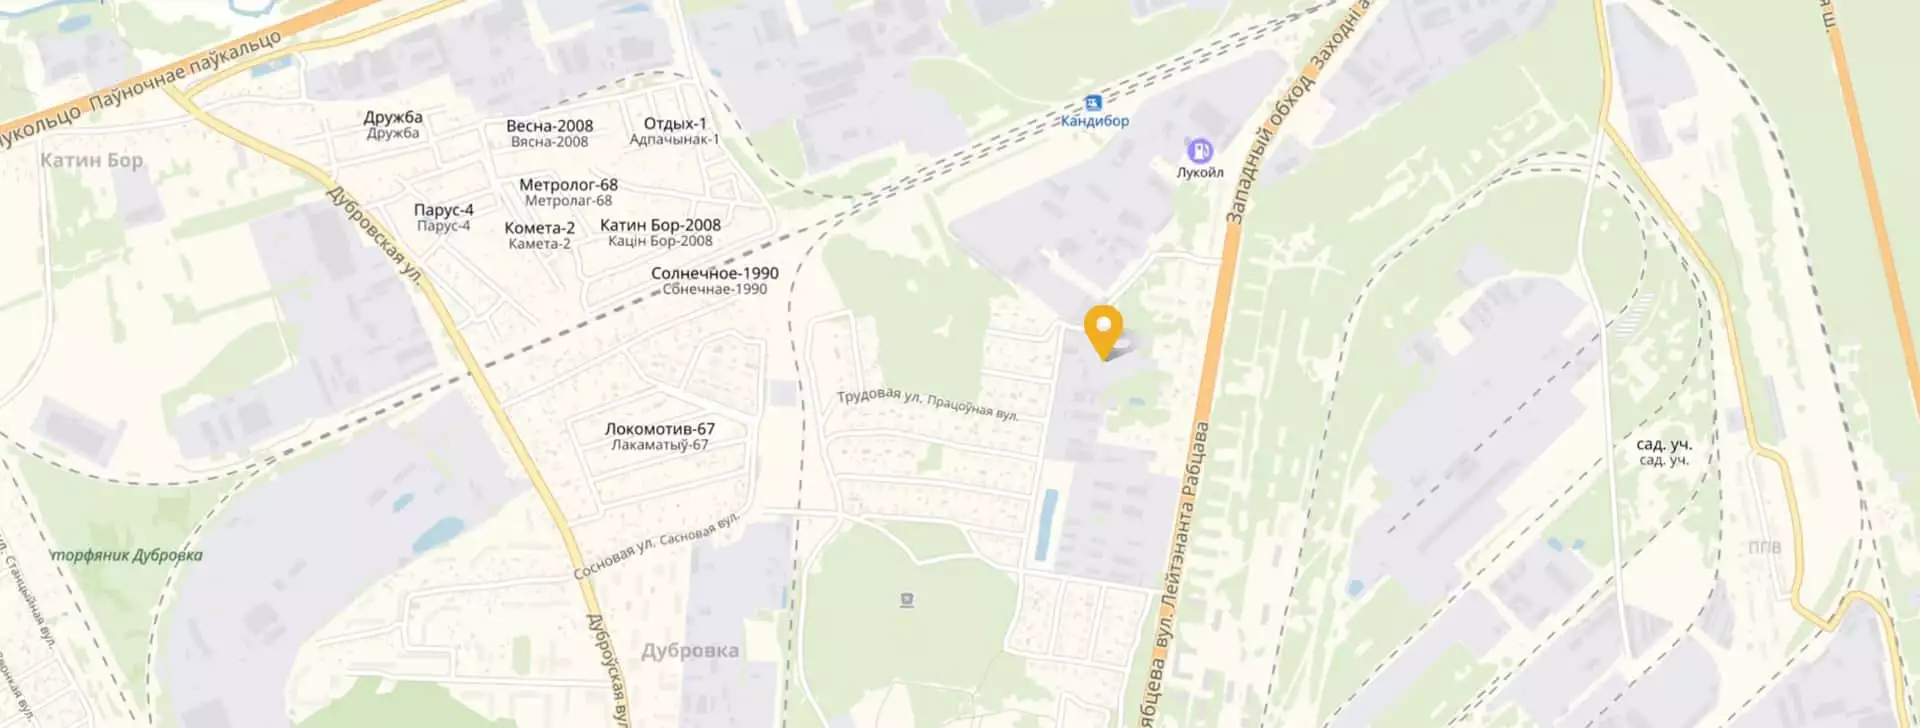 Паўночнае паўкальцо
Дружба
Дружба
Весна-2008
Вясна-2008
Отдых-1
Адпачынак-1
Катин Бор
Кандибор
Лукойл
Западный обход
Заходні
Метролог-68
Метралаг-68
Парус-4
Парус-4
Комета-2
Камета-2
Катин Бор-2008
Кацін Бор-2008
Дубровская ул.
Солнечное-1990
Сонечнае-1990
Трудовая ул. Працоўная вул.
Локомотив-67
Лакаматыў-67
сад. уч.
сад. уч.
Сосновая ул. Сасновая вул.
торфяник Дубровка
ППВ
Станцыйная вул.
Дубровка
Дуброўская вул
вул. Лейтэнанта Рабцава